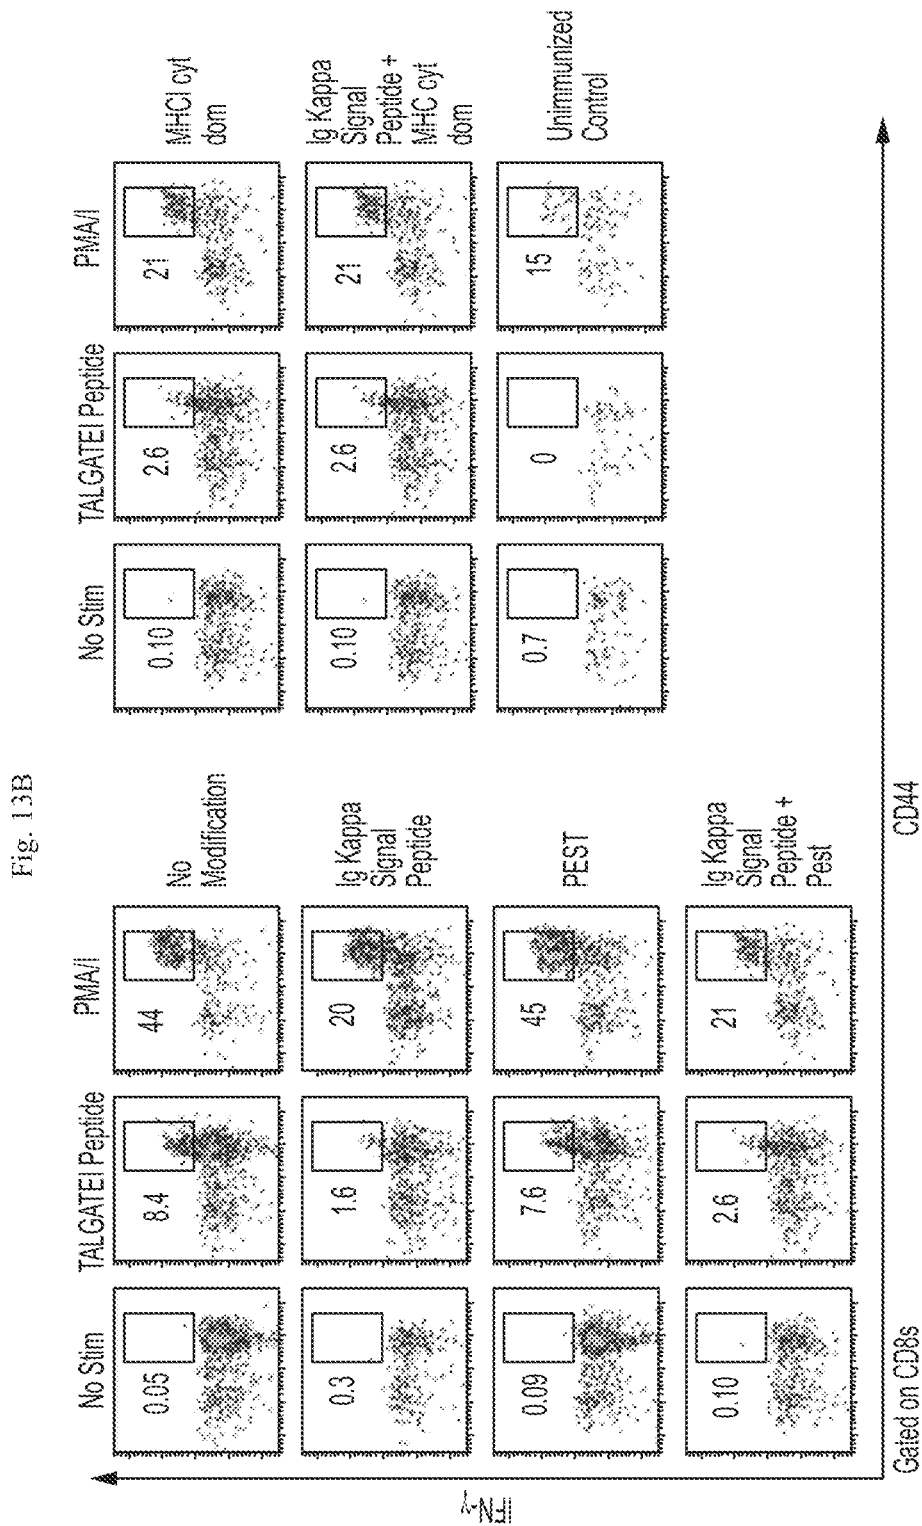 Fig. 13B
No Stim
TALGATEI Peptide
PMA/I
0.05
8.4
44
No
Modification
0.3
1.6
20
Ig Kappa
Signal
Peptide
0.09
7.6
45
PEST
0.10
2.6
21
Ig Kappa
Signal
Peptide +
Pest
No Stim
TALGATEI Peptide
PMA/I
0.10
2.6
21
MHCI cyt
dom
0.10
2.6
21
Ig Kappa
Signal
Peptide +
MHC cyt
dom
0.7
0
15
Unimmunized
Control
IFN-γ
Gated on CD8s
CD44